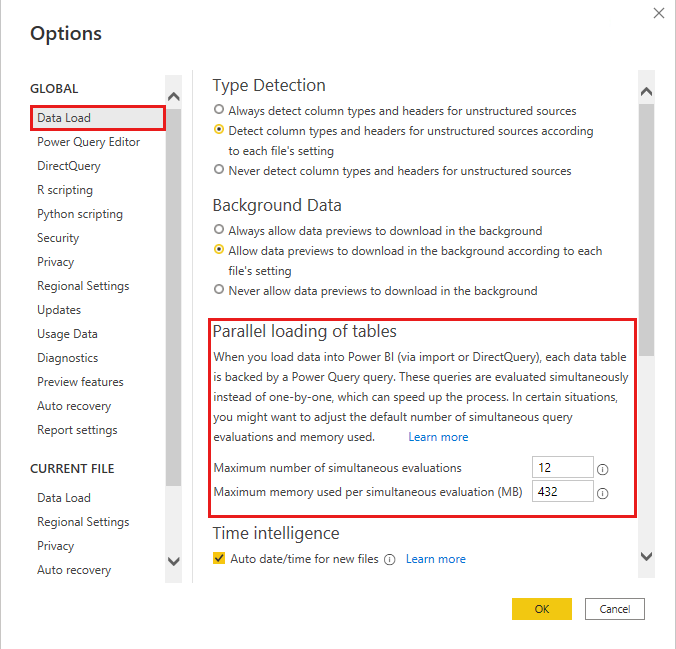 Options
GLOBAL
Data Load
Power Query Editor
DirectQuery
R scripting
Python scripting
Security
Privacy
Regional Settings
Updates
Usage Data
Diagnostics
Preview features
Auto recovery
Report settings
CURRENT FILE
Data Load
Regional Settings
Privacy
Auto recovery
Type Detection
Always detect column types and headers for unstructured sources
Detect column types and headers for unstructured sources according
to each file's setting
Never detect column types and headers for unstructured sources
Background Data
Always allow data previews to download in the background
Allow data previews to download in the background according to each
file's setting
Never allow data previews to download in the background
Parallel loading of tables
When you load data into Power BI (via import or DirectQuery), each data table
is backed by a Power Query query. These queries are evaluated simultaneously
instead of one-by-one, which can speed up the process. In certain situations,
you might want to adjust the default number of simultaneous query
evaluations and memory used. Learn more
Maximum number of simultaneous evaluations 12
Maximum memory used per simultaneous evaluation (MB) 432
Time intelligence
Auto date/time for new files Learn more
OK Cancel